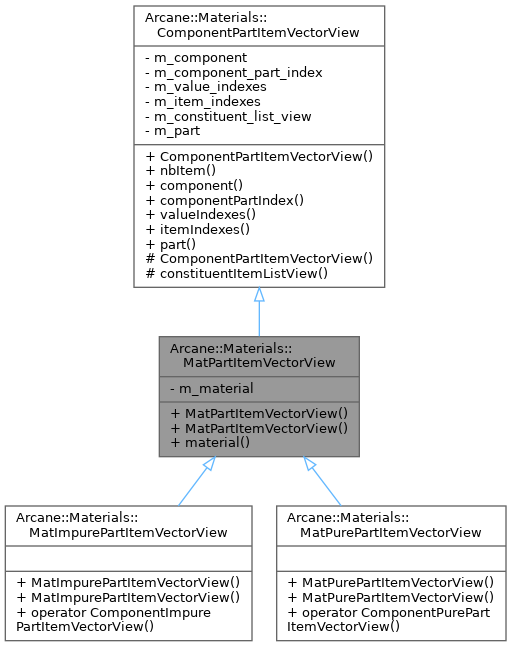 Arcane::Materials::
ComponentPartItemVectorView
- m_component
- m_component_part_index
- m_value_indexes
- m_item_indexes
- m_constituent_list_view
- m_part
+ ComponentPartItemVectorView()
+ nbItem()
+ component()
+ componentPartIndex()
+ valueIndexes()
+ itemIndexes()
+ part()
# ComponentPartItemVectorView()
# constituentItemListView()
Arcane::Materials::
MatPartItemVectorView
- m_material
+ MatPartItemVectorView()
+ MatPartItemVectorView()
+ material()
Arcane::Materials::
MatImpurePartItemVectorView
+ MatImpurePartItemVectorView()
+ MatImpurePartItemVectorView()
+ operator ComponentImpure
PartItemVectorView()
Arcane::Materials::
MatPurePartItemVectorView
+ MatPurePartItemVectorView()
+ MatPurePartItemVectorView()
+ operator ComponentPurePart
ItemVectorView()